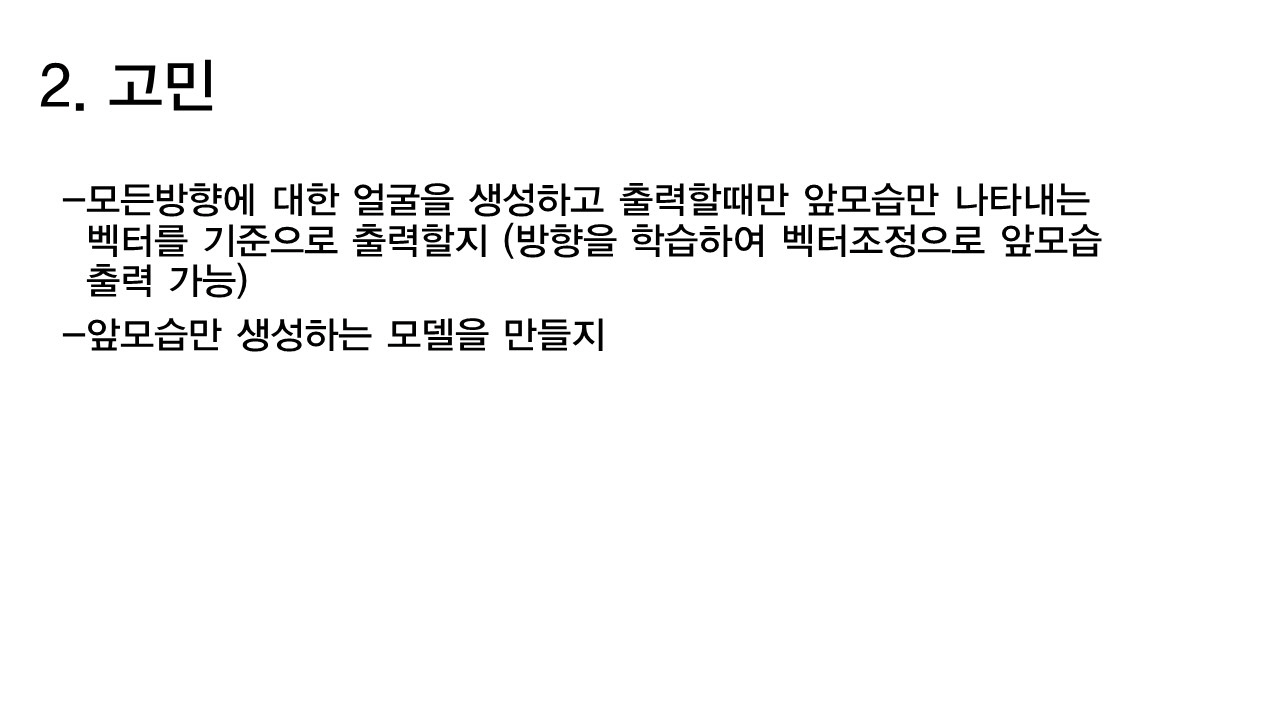 2. 고민
–모든방향에 대한 얼굴을 생성하고 출력할때만 앞모습만 나타내는
벡터를 기준으로 출력할지 (방향을 학습하여 벡터조정으로 앞모습
출력 가능)
–앞모습만 생성하는 모델을 만들지